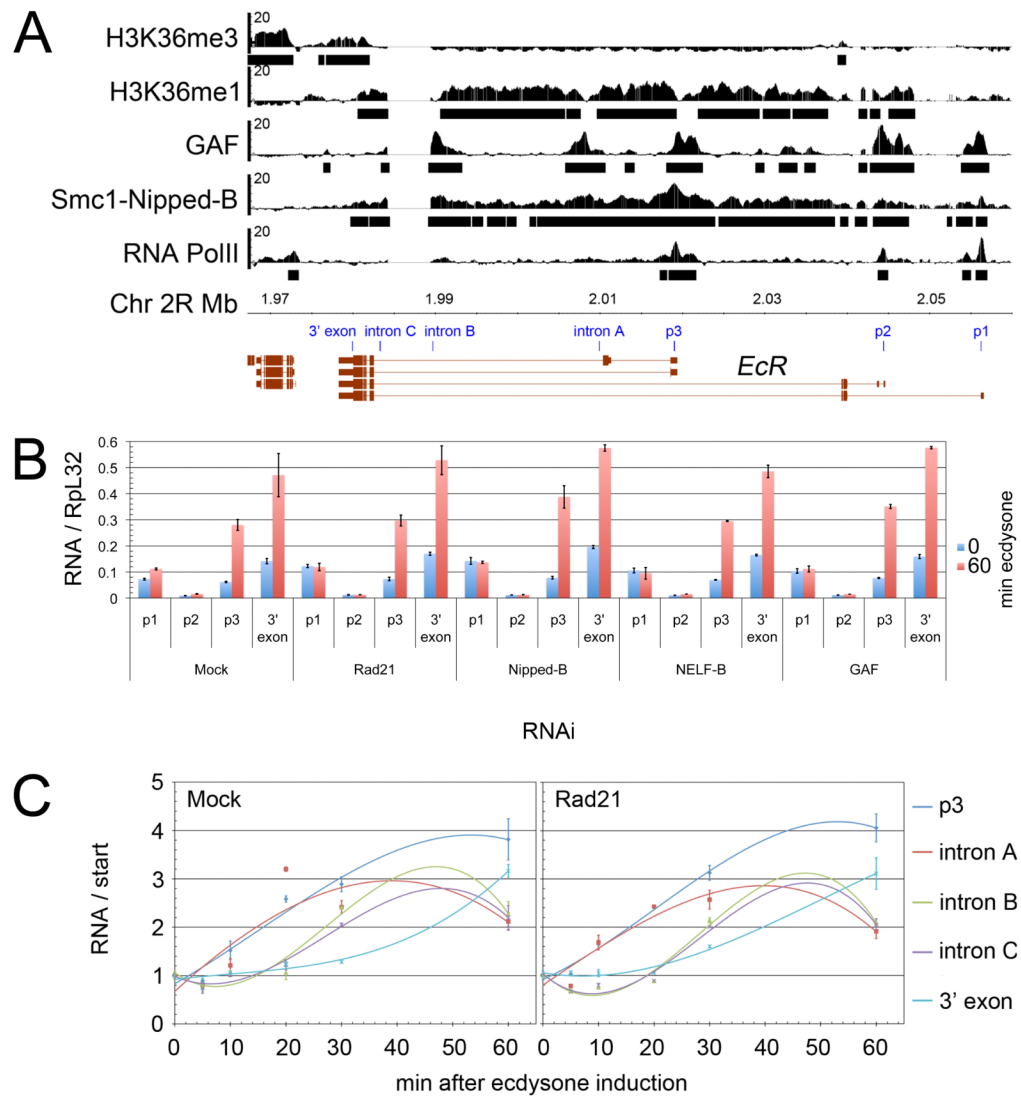 A
H3K36me3
20
H3K36me1
20
GAF
20
Smc1-Nipped-B
20
RNA PolII
20
Chr 2R Mb
1.97 1.99 2.01 2.03 2.05
3' exon intron C intron B intron A p3 p2 p1
EcR
B
RNA / RpL32
0.6
0.5
0.4
0.3
0.2
0.1
0
p1 p2 p3 3' exon p1 p2 p3 3' exon p1 p2 p3 3' exon p1 p2 p3 3' exon p1 p2 p3 3' exon
Mock Rad21 Nipped-B NELF-B GAF
RNAi
0
60
min ecdysone
C
RNA / start
5
4
3
2
1
0
Mock
Rad21
0 10 20 30 40 50 60 0 10 20 30 40 50 60
min after ecdysone induction
p3
intron A
intron B
intron C
3' exon